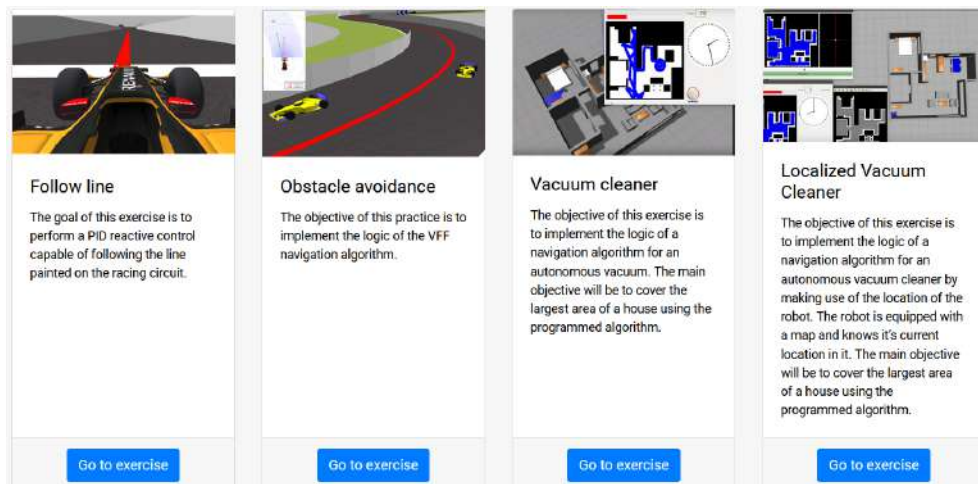 Follow line
The goal of this exercise is to
perform a PID reactive control
capable of following the line
painted on the racing circuit.
Go to exercise
Obstacle avoidance
The objective of this practice is to
implement the logic of the VFF
navigation algorithm.
Go to exercise
Vacuum cleaner
The objective of this exercise is
to implement the logic of a
navigation algorithm for an
autonomous vacuum. The main
objective will be to cover the
largest area of a house using the
programmed algorithm.
Go to exercise
Localized Vacuum
Cleaner
The objective of this exercise is
to implement the logic of a
navigation algorithm for an
autonomous vacuum cleaner by
making use of the location of the
robot. The robot is equipped with
a map and knows it's current
location in it. The main objective
will be to cover the largest area
of a house using the
programmed algorithm.
Go to exercise